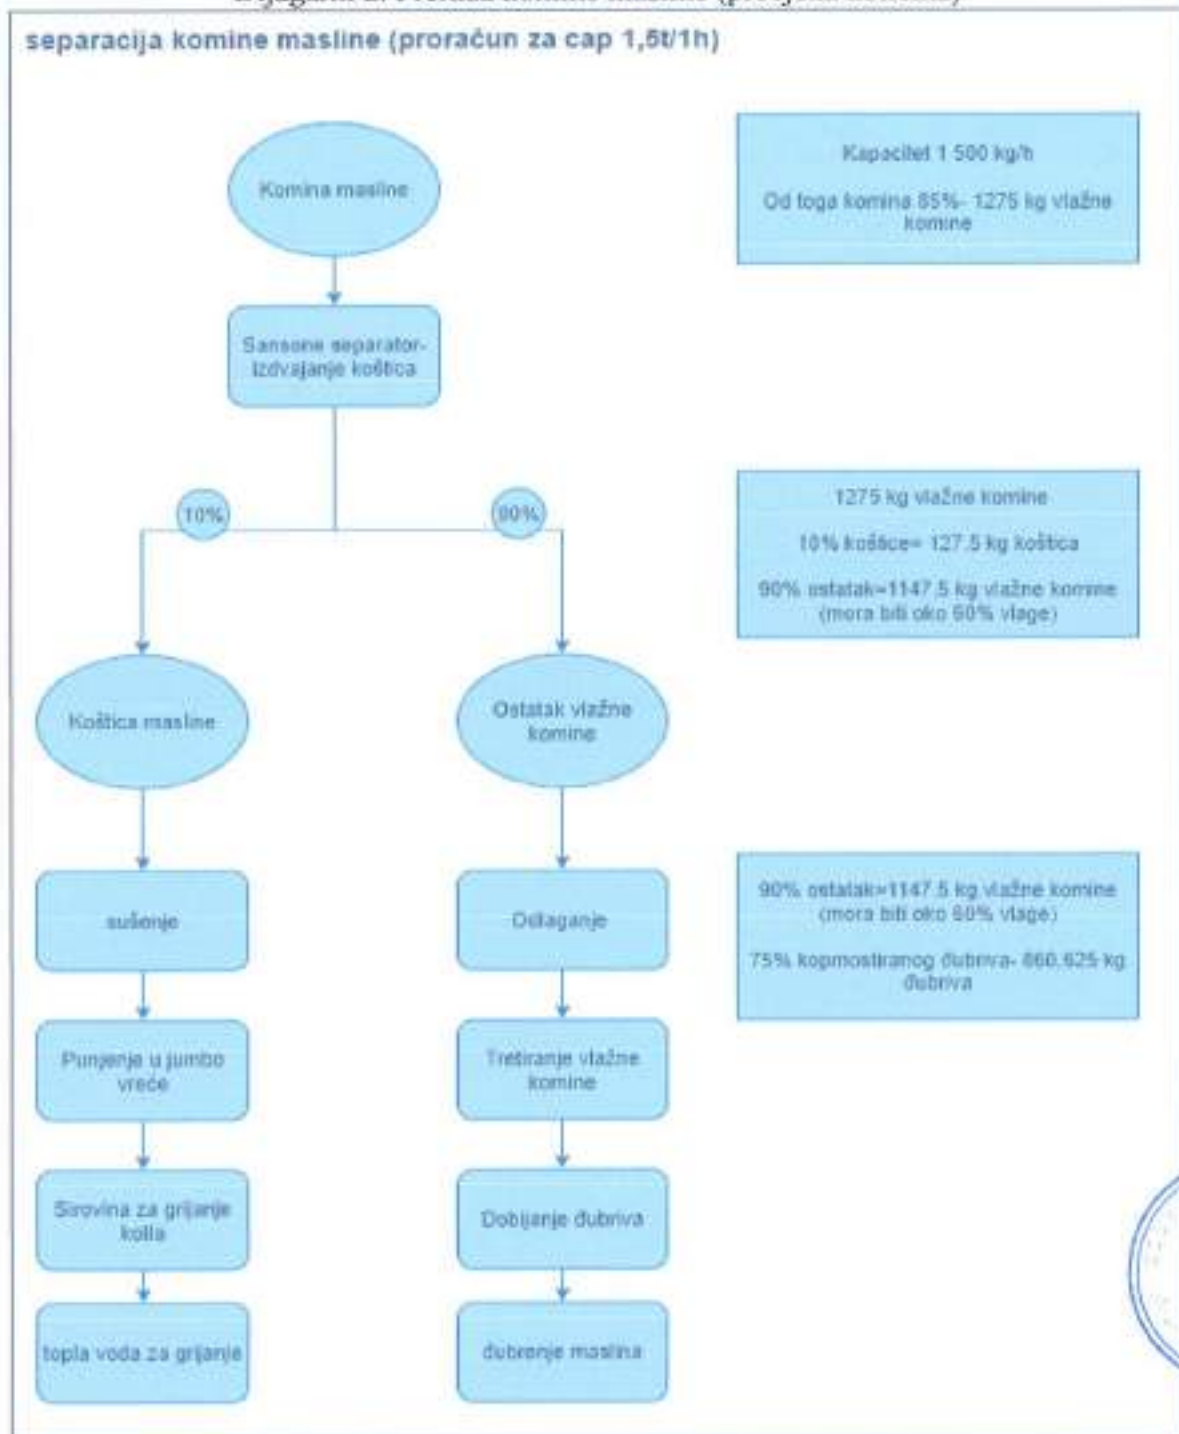 separacija komine masline (proračun za cap 1,5t/1h)
Komina masline
Kapacitet 1 500 kg/h
Od toga komina 85%- 1275 kg vlažne
komine
Sansone separator-
izdvajanje koštica
10%
90%
1275 kg vlažne komine
10% koštice= 127.5 kg koštica
90% ostatak=1147.5 kg vlažne komine
(mora biti oko 60% vlage)
Koštica masline
Ostatak vlažne
komine
90% ostatak=1147.5 kg vlažne komine
(mora biti oko 60% vlage)
75% kopmostiranog đubriva- 860.625 kg
đubriva
sušenje
Odlaganje
Punjenje u jumbo
vreće
Tretiranje vlažne
komine
Sirovina za grijanje
kotla
Dobijanje đubriva
topla voda za grijanje
đubrenje maslina